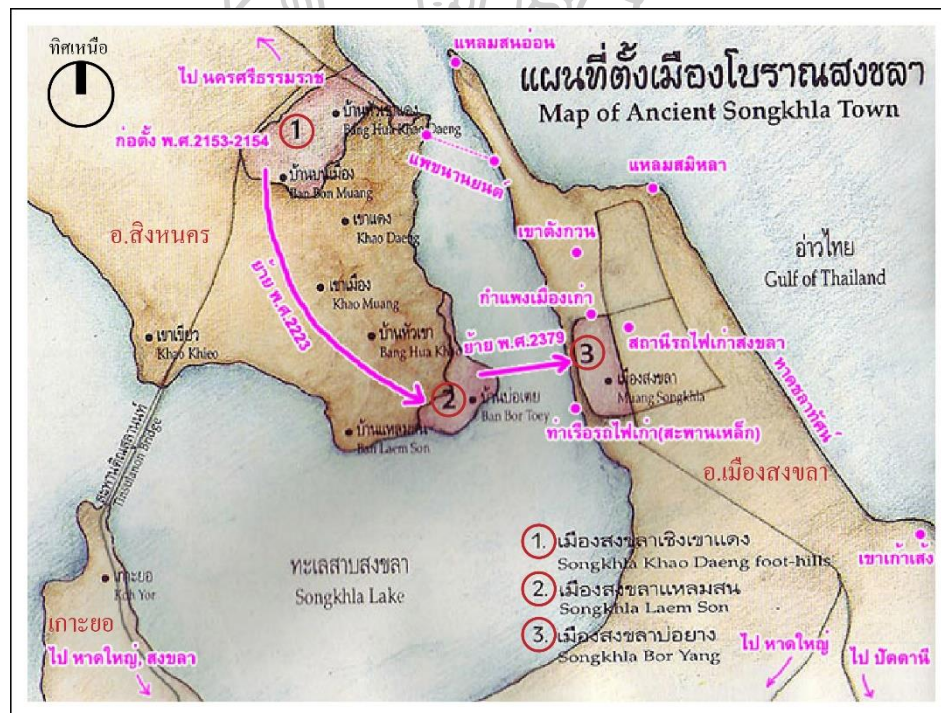 ทิศเหนือ
ไป นครศรีธรรมราช
แหลมสนอ่อน
แผนที่ตั้งเมืองโบราณสงขลา
Map of Ancient Songkhla Town
ก่อตั้ง พ.ศ.2153-2154
1
บ้านหัวเขาแดง
Bang Hua Khao Daeng
แพขนานยนต์
แหลมสมิหลา
บ้านบนเมือง
Ban Bon Muang
อ.สิงหนคร
เขาแดง
Khao Daeng
เขาตังกวน
อ่าวไทย
Gulf of Thailand
ย้าย พ.ศ.2223
เขาเมือง
Khao Muang
กำแพงเมืองเก่า
เขาเขียว
Khao Khieo
บ้านหัวเขา
Bang Hua Khao
ย้าย พ.ศ.2379
3
สถานีรถไฟเก่าสงขลา
เมืองสงขลา
Muang Songkhla
หาดชลาทัศน์
2
บ้านบ่อเตย
Ban Bor Toey
ท่าเรือรถไฟเก่า(สะพานเหล็ก)
บ้านแหลมสน
Ban Laem Son
สะพานติณสูลานนท์
Tinsulanon Bridge
อ.เมืองสงขลา
ทะเลสาบสงขลา
Songkhla Lake
1. เมืองสงขลาเชิงเขาแดง
Songkhla Khao Daeng foot-hills
2. เมืองสงขลาแหลมสน
Songkhla Laem Son
3. เมืองสงขลาบ่อยาง
Songkhla Bor Yang
เขาเก้าเส้ง
เกาะยอ
Koh Yor
เกาะยอ
ไป หาดใหญ่, สงขลา
ไป หาดใหญ่
ไป ปัตตานี